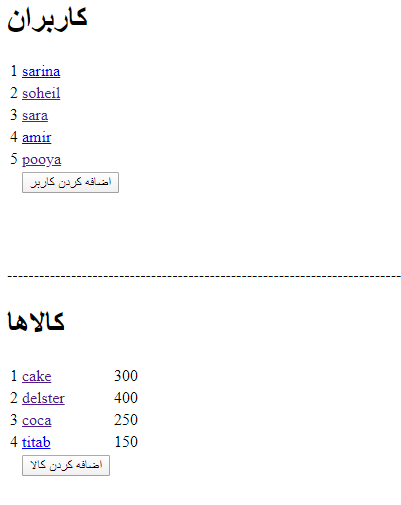 کاربران
1 sarina
2 soheil
3 sara
4 amir
5 pooya
اضافه کردن کاربر
--------------------------------------------------------------------------
کالاها
1 cake 300
2 delster 400
3 coca 250
4 titab 150
اضافه کردن کالا